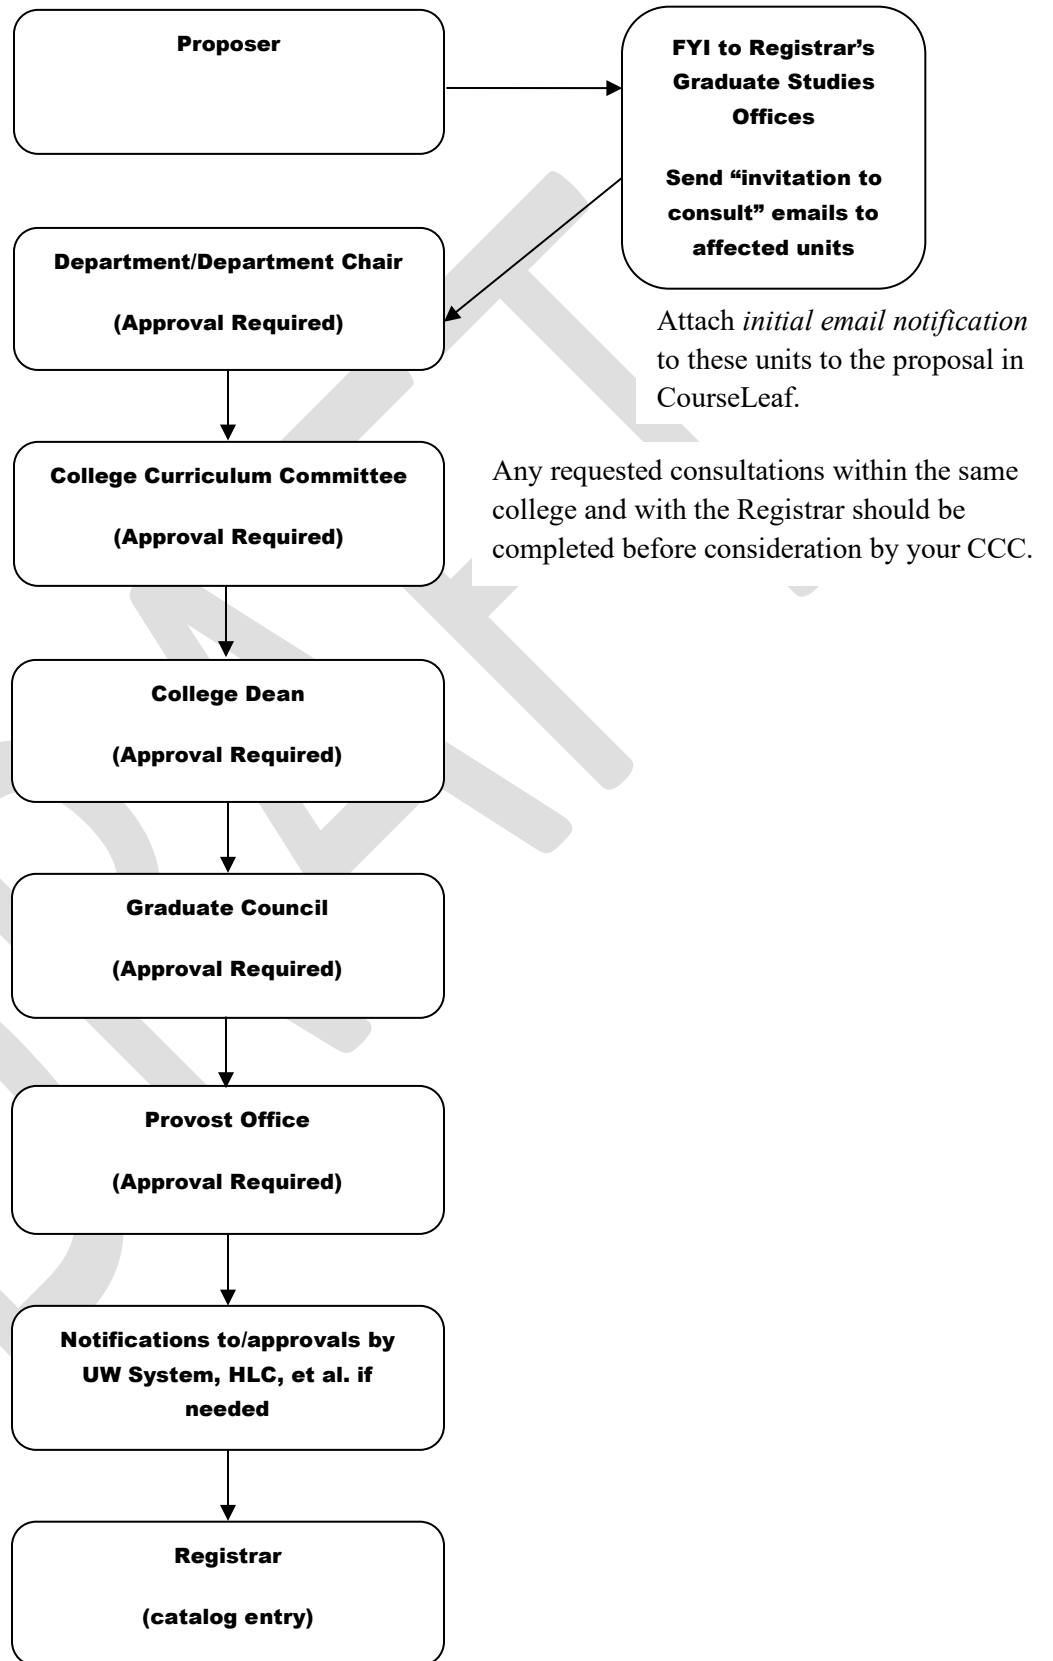 Proposer
FYI to Registrar’s
Graduate Studies
Offices
Send “invitation to
consult” emails to
affected units
Department/Department Chair
(Approval Required)
Attach initial email notification
to these units to the proposal in
CourseLeaf.
College Curriculum Committee
(Approval Required)
Any requested consultations within the same
college and with the Registrar should be
completed before consideration by your CCC.
College Dean
(Approval Required)
Graduate Council
(Approval Required)
Provost Office
(Approval Required)
Notifications to/approvals by
UW System, HLC, et al. if
needed
Registrar
(catalog entry)
DRAFT